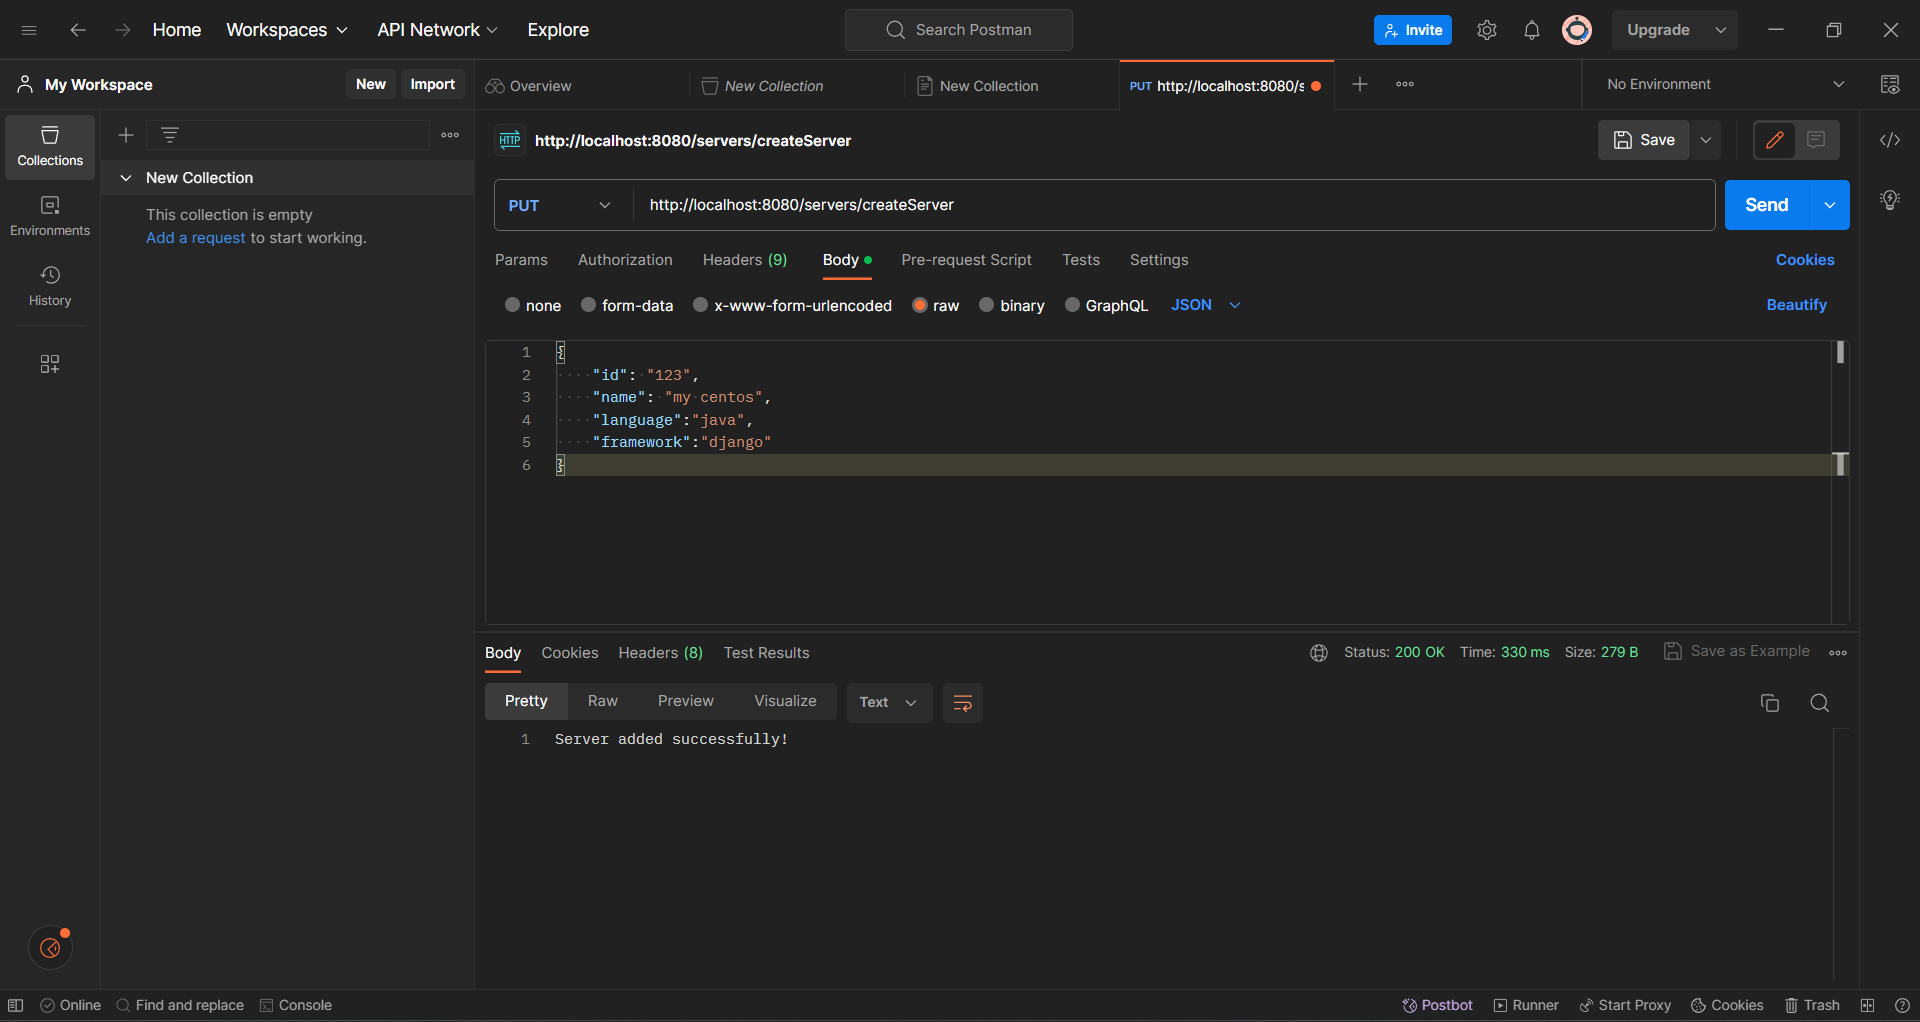 Home Workspaces API Network Explore Search Postman Invite Upgrade
My Workspace New Import Overview New Collection New Collection PUT http://localhost:8080/s No Environment
HTTP http://localhost:8080/servers/createServer Save
Collections
New Collection
This collection is empty
Add a request to start working.
Environments
History
PUT http://localhost:8080/servers/createServer Send
Params Authorization Headers (9) Body Pre-request Script Tests Settings Cookies
none form-data x-www-form-urlencoded raw binary GraphQL JSON Beautify
1 {
2 "id": "123",
3 "name": "my centos",
4 "language":"java",
5 "framework":"django"
6 }
Body Cookies Headers (8) Test Results Status: 200 OK Time: 330 ms Size: 279 B Save as Example
Pretty Raw Preview Visualize Text
1 Server added successfully!
Online Find and replace Console Postbot Runner Start Proxy Cookies Trash